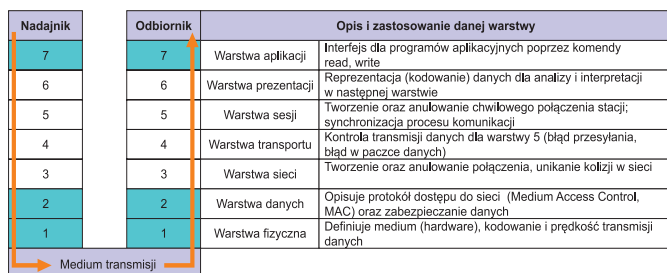 Nadajnik Odbiornik Opis i zastosowanie danej warstwy
7 7 Warstwa aplikacji Interfejs dla programów aplikacyjnych poprzez komendy
read, write
6 6 Warstwa prezentacji Reprezentacja (kodowanie) danych dla analizy i interpretacji
w następnej warstwie
5 5 Warstwa sesji Tworzenie oraz anulowanie chwilowego połączenia stacji;
synchronizacja procesu komunikacji
4 4 Warstwa transportu Kontrola transmisji danych dla warstwy 5 (błąd przesyłania,
błąd w paczce danych)
3 3 Warstwa sieci Tworzenie oraz anulowanie połączenia, unikanie kolizji w sieci
2 2 Warstwa danych Opisuje protokół dostępu do sieci (Medium Access Control,
MAC) oraz zabezpieczanie danych
1 1 Warstwa fizyczna Definiuje medium (hardware), kodowanie i prędkość transmisji
danych
Medium transmisji